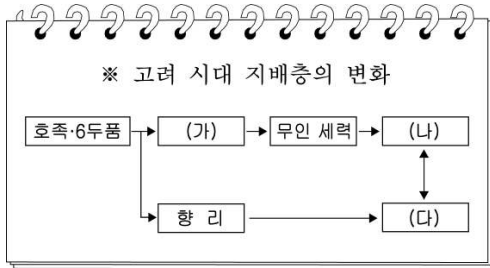 ※ 고려 시대 지배층의 변화
호족·6두품 (가) 무인 세력 (나)
향 리 (다)